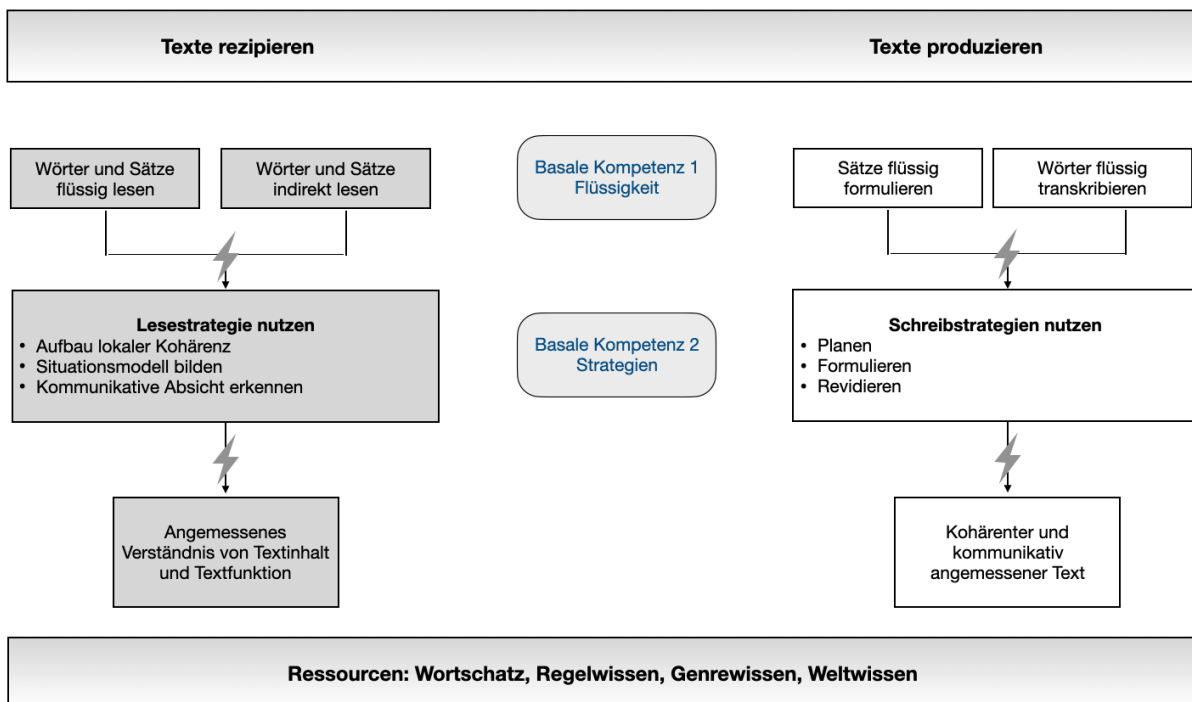 Texte rezipieren
Texte produzieren
Wörter und Sätze
flüssig lesen
Wörter und Sätze
indirekt lesen
Basale Kompetenz 1
Flüssigkeit
Sätze flüssig
formulieren
Wörter flüssig
transkribieren
Lesestrategie nutzen
• Aufbau lokaler Kohärenz
• Situationsmodell bilden
• Kommunikative Absicht erkennen
Basale Kompetenz 2
Strategien
Schreibstrategien nutzen
• Planen
• Formulieren
• Revidieren
Angemessenes
Verständnis von Textinhalt
und Textfunktion
Kohärenter und
kommunikativ
angemessener Text
Ressourcen: Wortschatz, Regelwissen, Genrewissen, Weltwissen